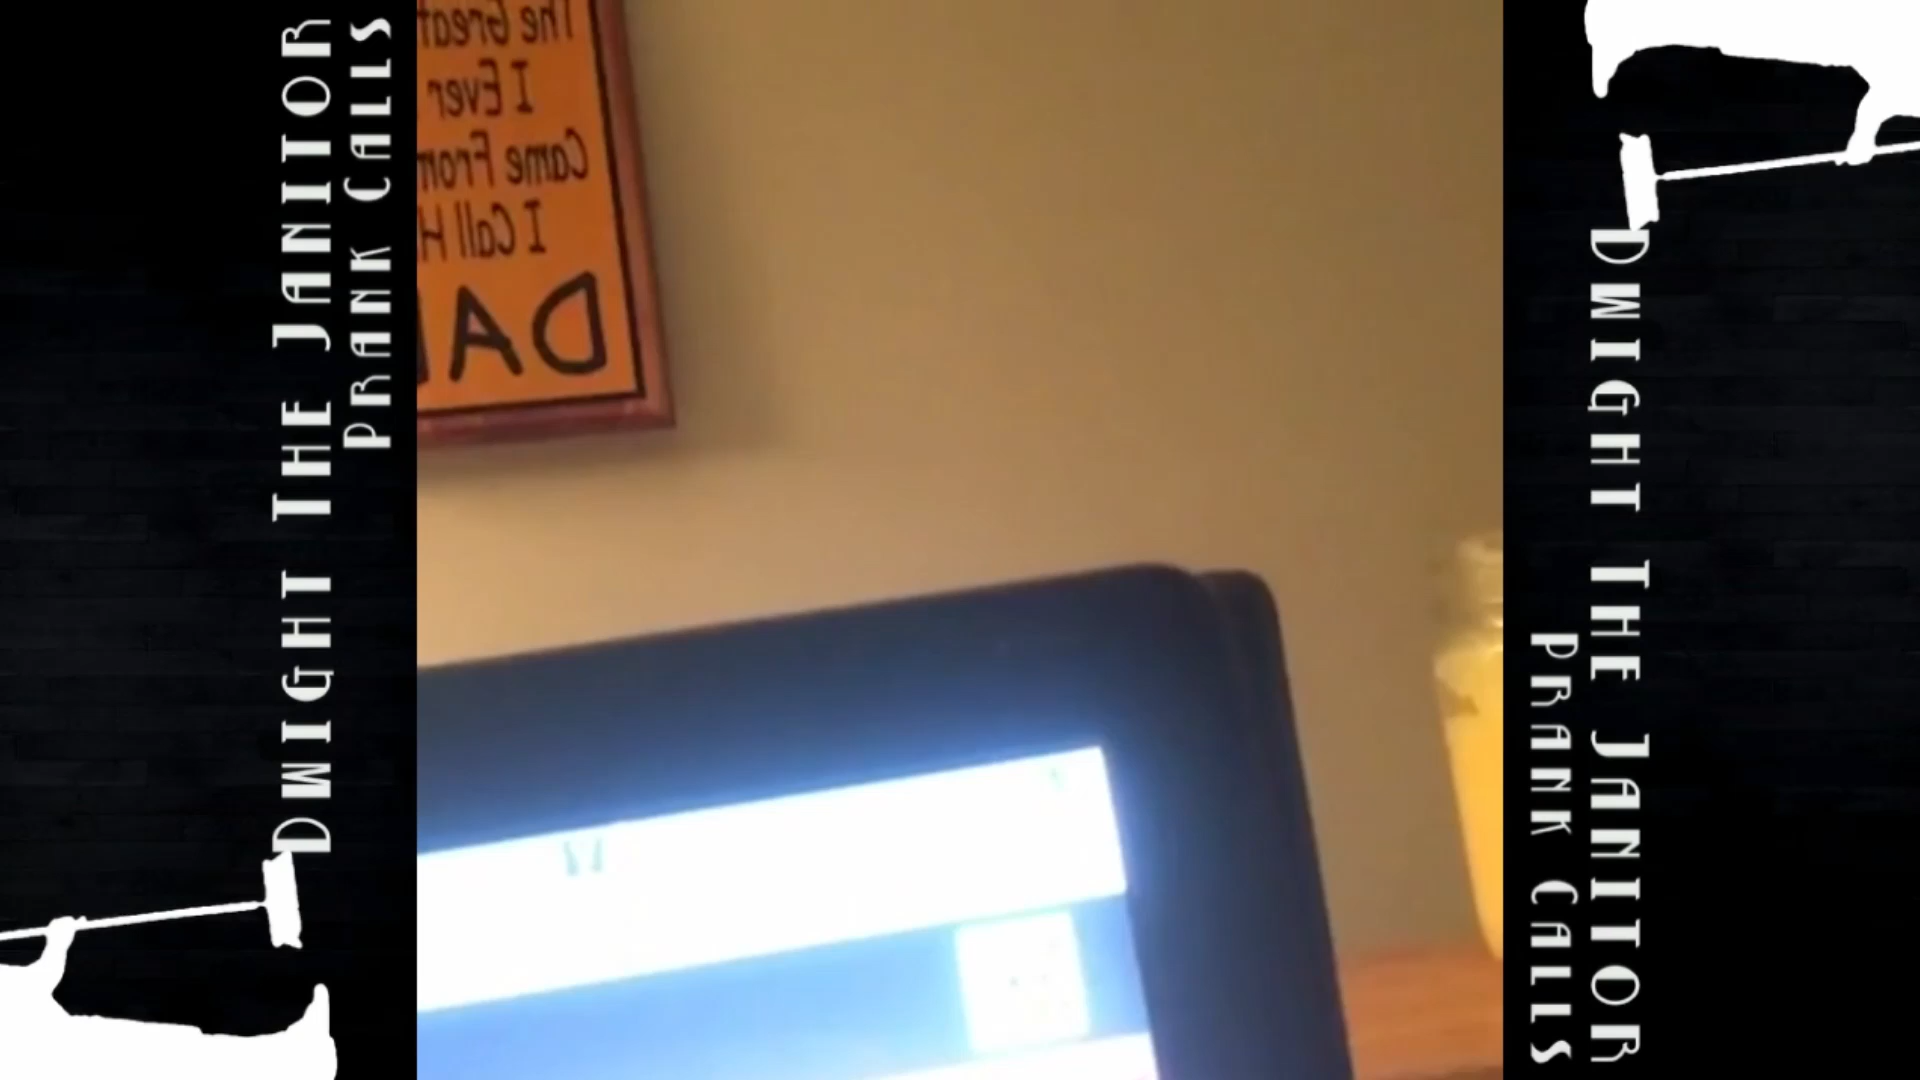 DWIGHT THE JANITOR
PRANK CALLS
The Great
I Ever
Came From
I Call H
DA
DWIGHT THE JANITOR
PRANK CALLS